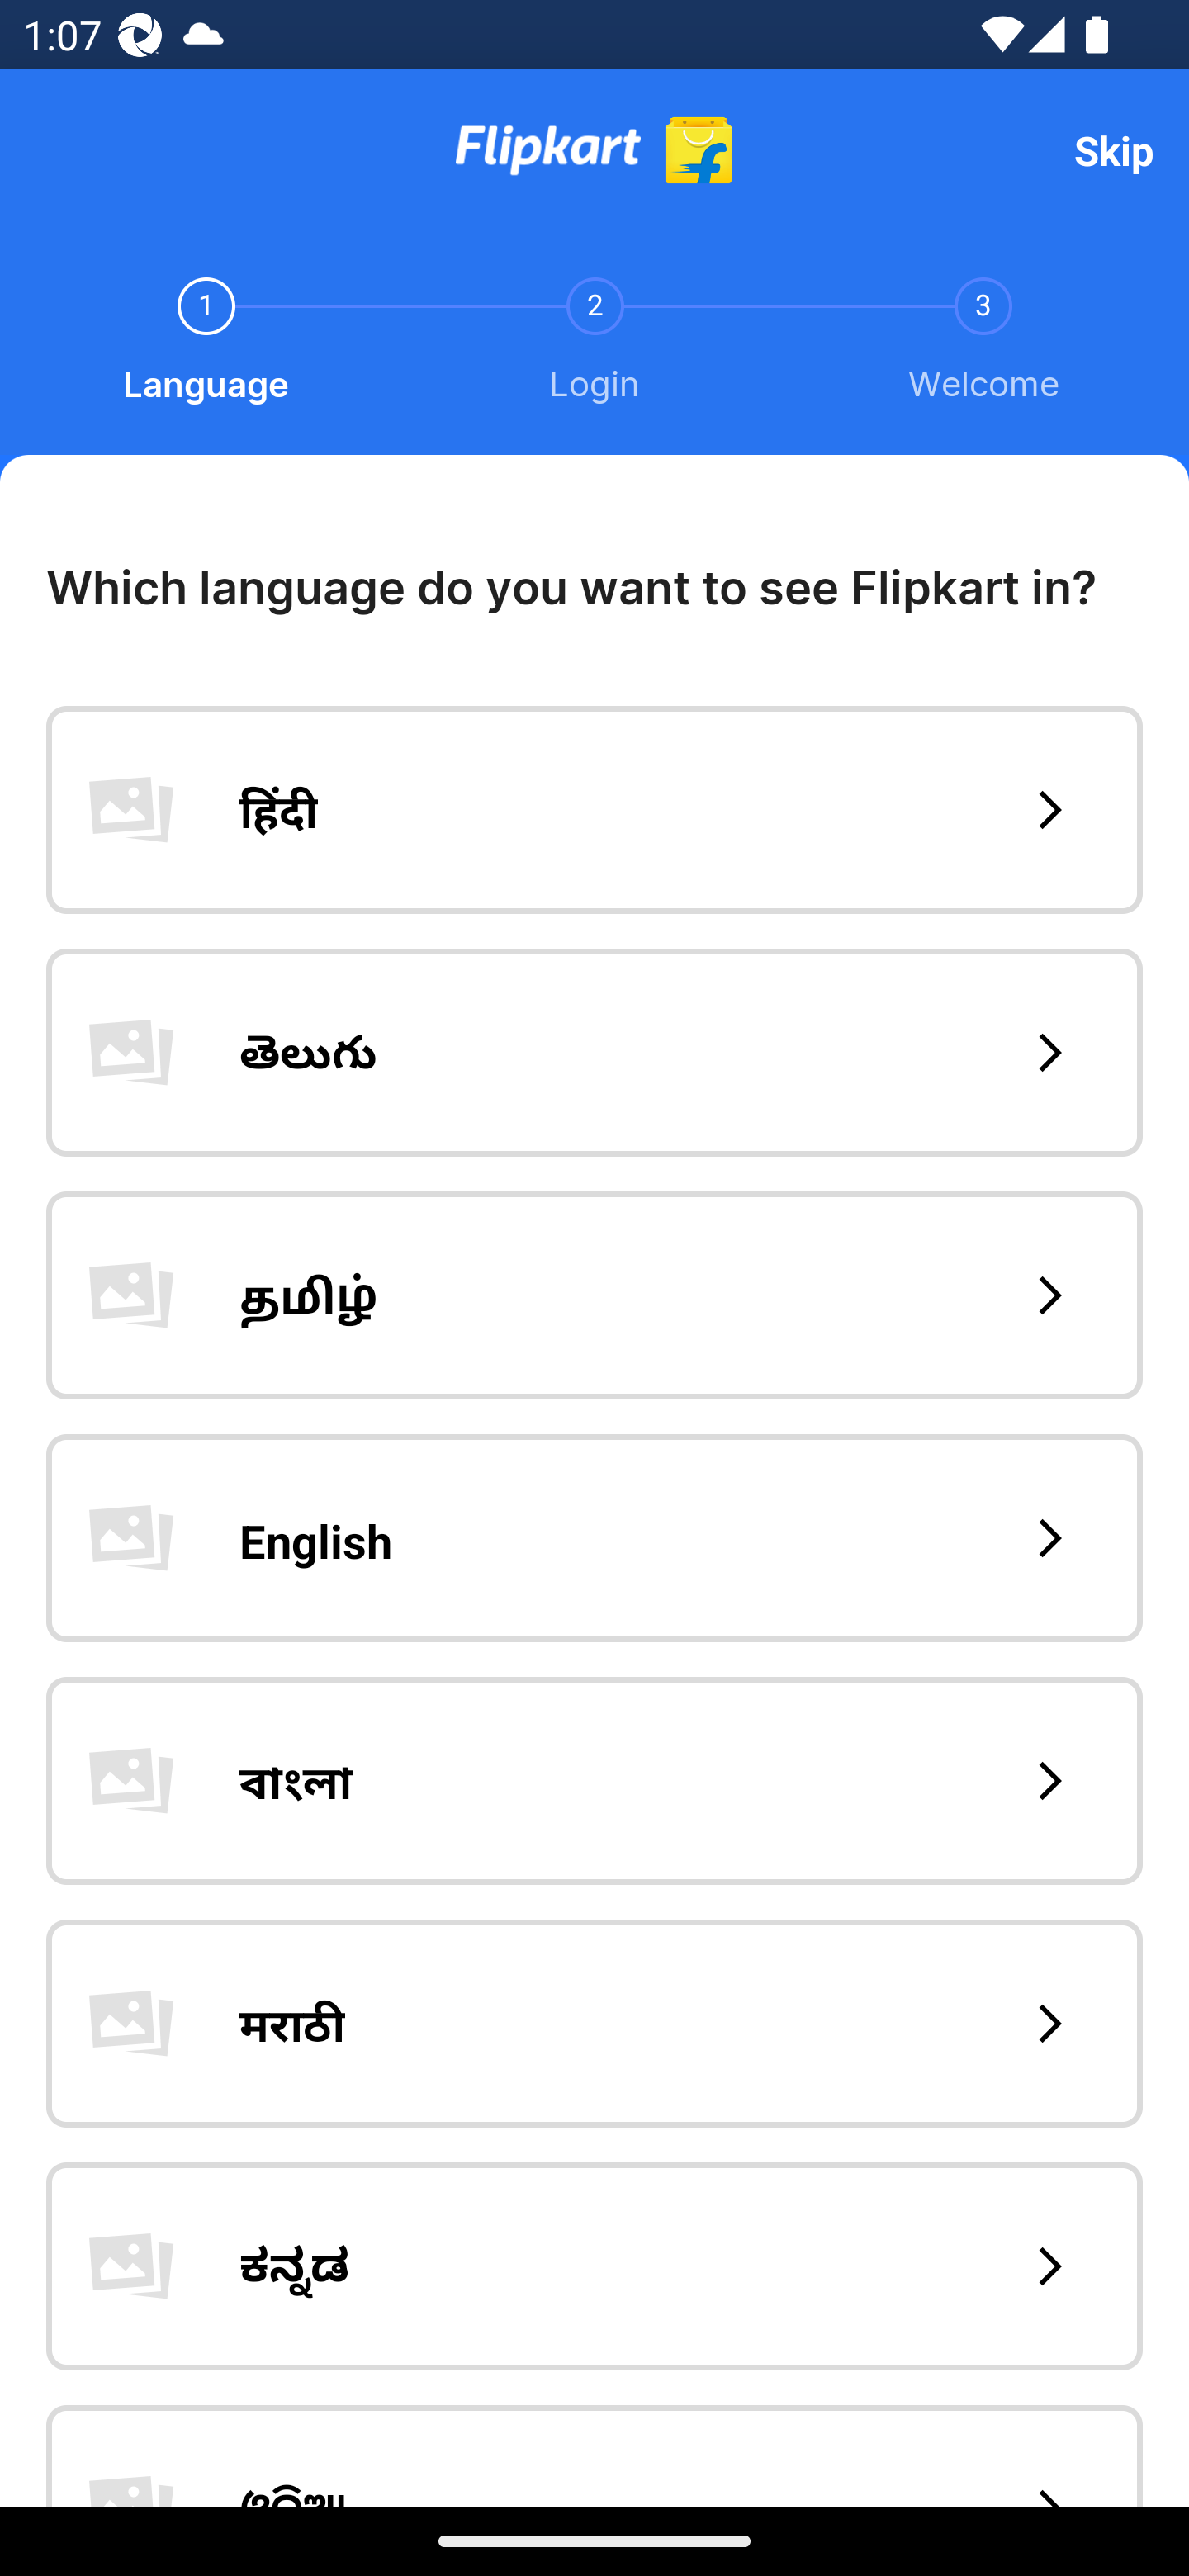 1:07
Flipkart
Skip
1
2
3
Language
Login
Welcome
Which language do you want to see Flipkart in?
हिंदी
తెలుగు
தமிழ்
English
বাংলা
मराठी
ಕನ್ನಡ